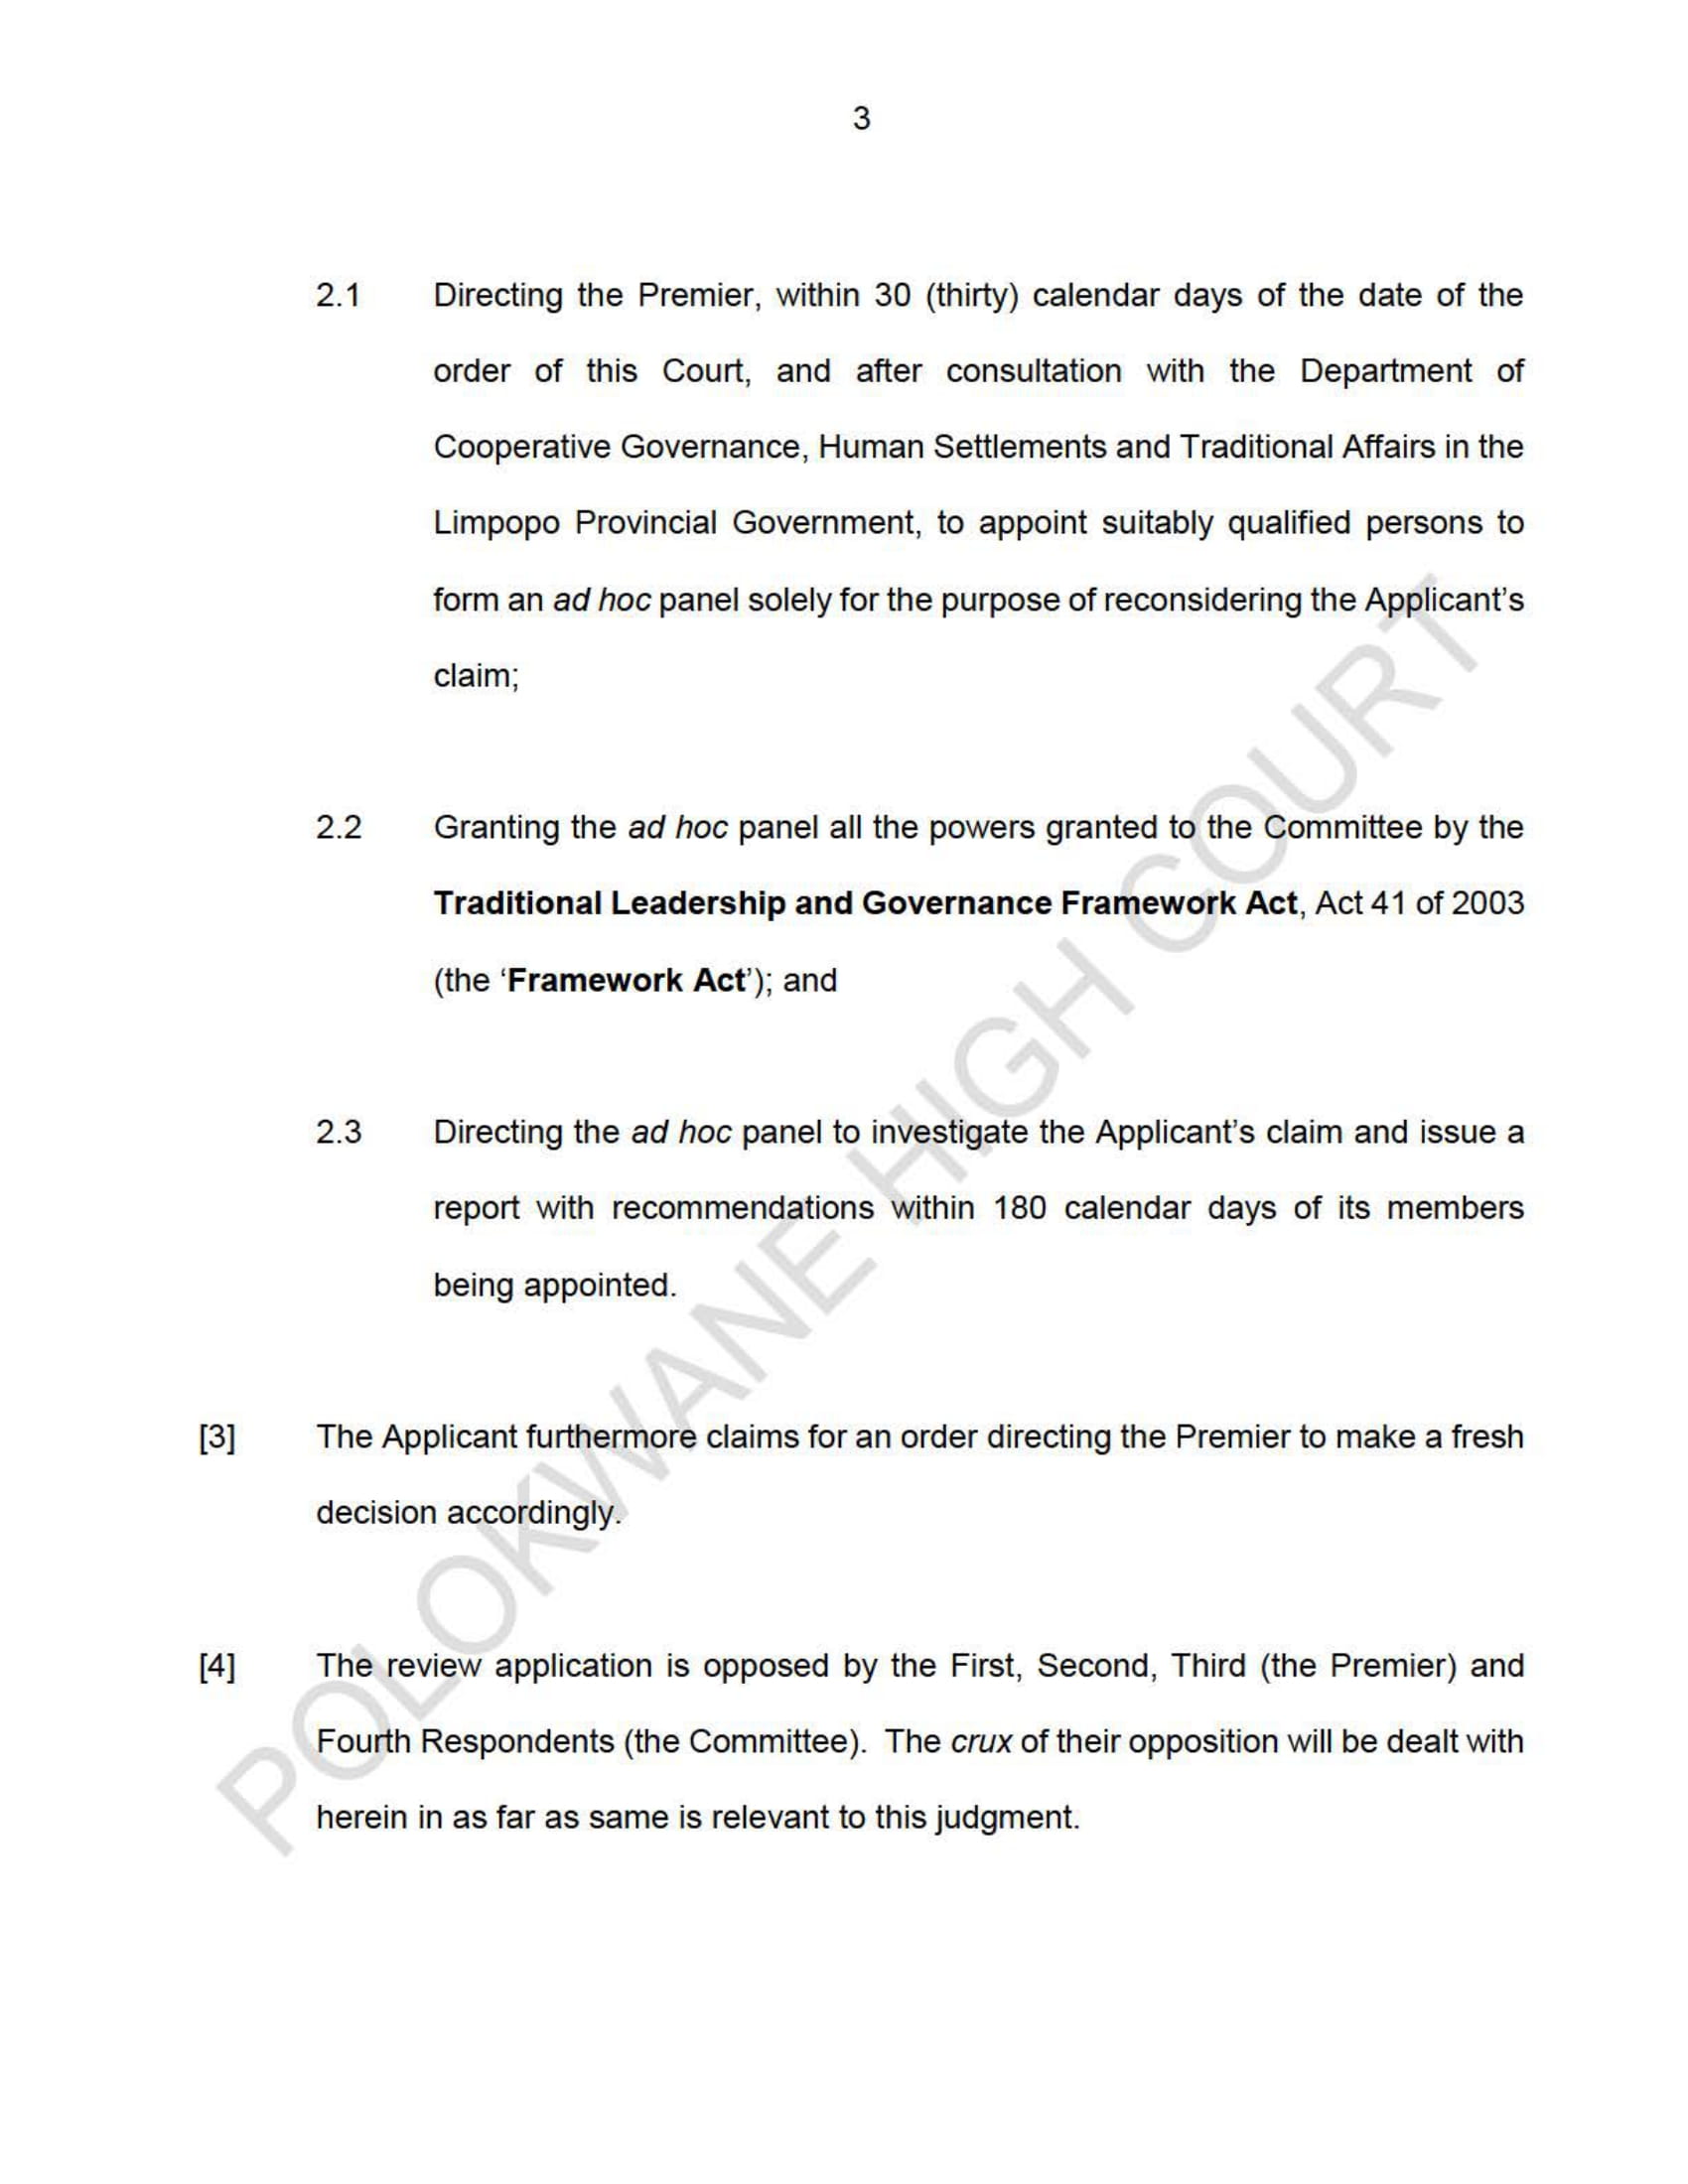 3
2.1 Directing the Premier, within 30 (thirty) calendar days of the date of the
order of this Court, and after consultation with the Department of
Cooperative Governance, Human Settlements and Traditional Affairs in the
Limpopo Provincial Government, to appoint suitably qualified persons to
form an ad hoc panel solely for the purpose of reconsidering the Applicant’s
claim;
2.2 Granting the ad hoc panel all the powers granted to the Committee by the
Traditional Leadership and Governance Framework Act, Act 41 of 2003
(the ‘Framework Act’); and
2.3 Directing the ad hoc panel to investigate the Applicant’s claim and issue a
report with recommendations within 180 calendar days of its members
being appointed.
[3] The Applicant furthermore claims for an order directing the Premier to make a fresh
decision accordingly.
[4] The review application is opposed by the First, Second, Third (the Premier) and
Fourth Respondents (the Committee). The crux of their opposition will be dealt with
herein in as far as same is relevant to this judgment.
POLOKWANE HIGH COURT